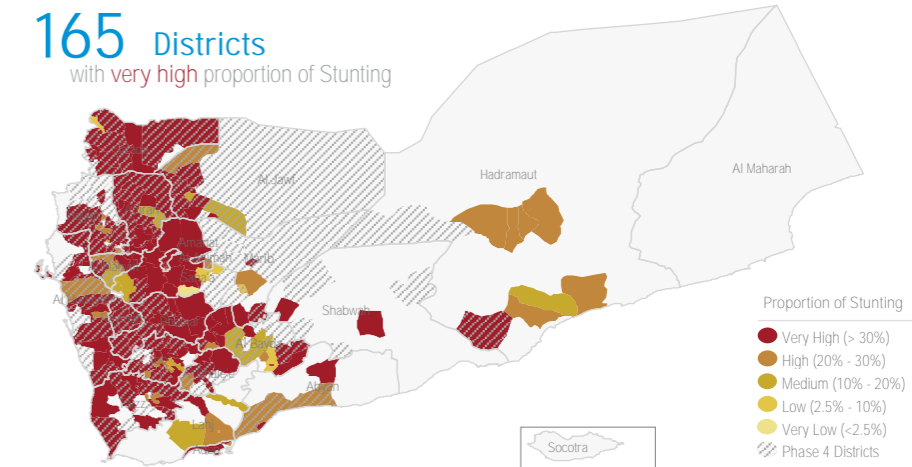 165 Districts
with very high proportion of Stunting
Al Jawf
Hadramaut
Al Maharah
Marib
Shabwah
Al Bayda
Abyan
Lahj
Socotra
Proportion of Stunting
Very High (> 30%)
High (20% - 30%)
Medium (10% - 20%)
Low (2.5% - 10%)
Very Low (<2.5%)
Phase 4 Districts